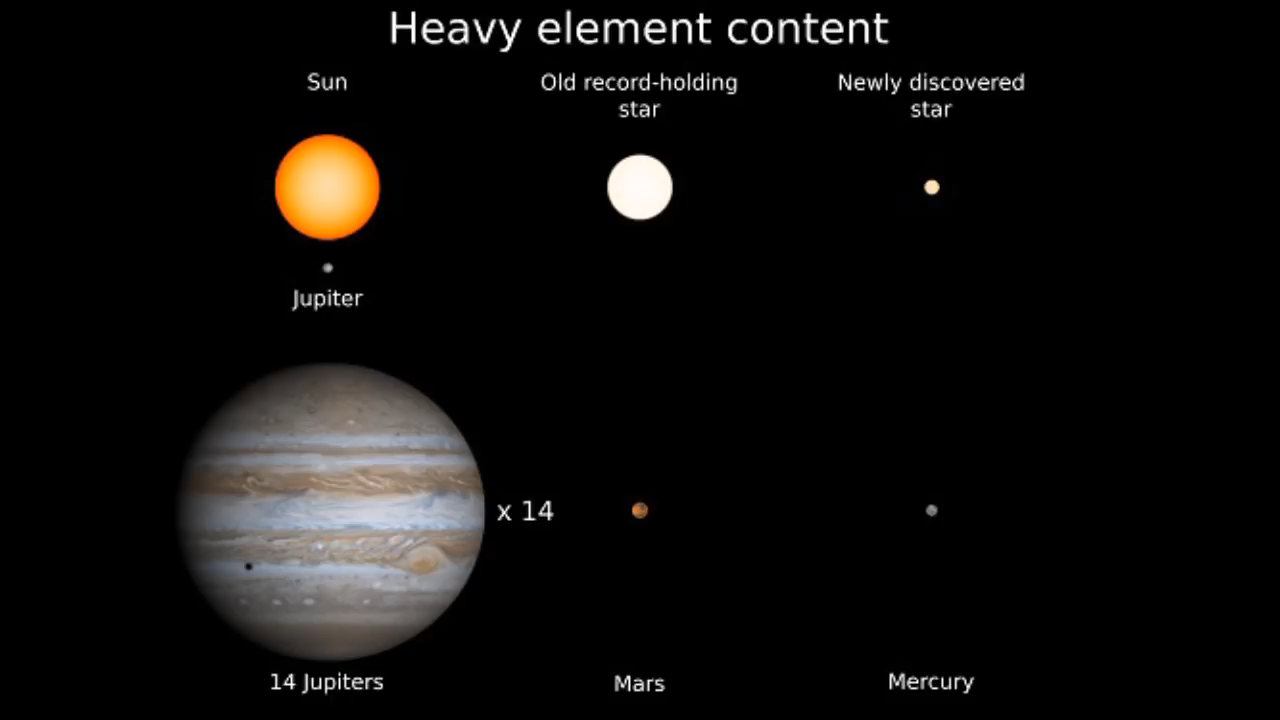 Heavy element content
Sun
Old record-holding
star
Newly discovered
star
Jupiter
x 14
14 Jupiters
Mars
Mercury